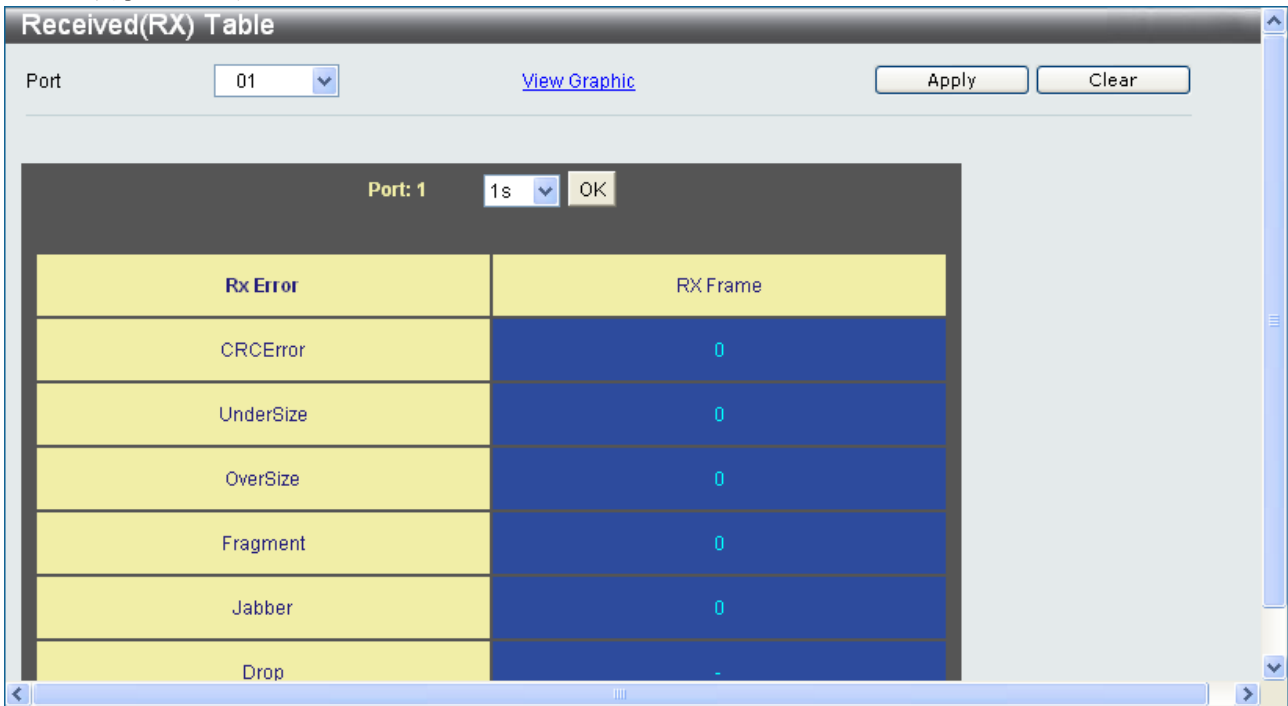 Received(RX) Table
Port 01 View Graphic Apply Clear
Port: 1 1s OK
Rx Error RX Frame
CRCError 0
UnderSize 0
OverSize 0
Fragment 0
Jabber 0
Drop -